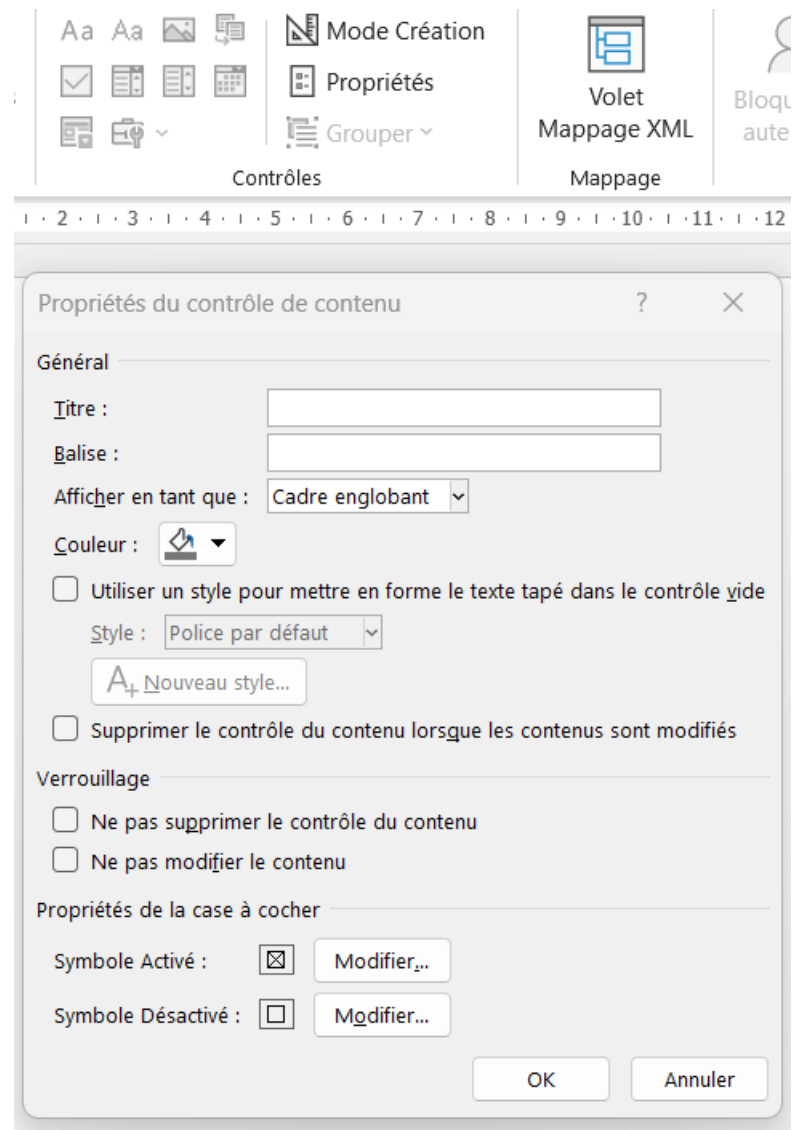 Aa Aa Mode Création
Propriétés
Grouper
Volet
Mappage XML
Contrôles
Mappage
2 3 4 5 6 7 8 9 10 11 12
Propriétés du contrôle de contenu ?
Général
Titre :
Balise :
Afficher en tant que : Cadre englobant
Couleur :
Utiliser un style pour mettre en forme le texte tapé dans le contrôle vide
Style : Police par défaut
A+ Nouveau style...
Supprimer le contrôle du contenu lorsque les contenus sont modifiés
Verrouillage
Ne pas supprimer le contrôle du contenu
Ne pas modifier le contenu
Propriétés de la case à cocher
Symbole Activé : Modifier...
Symbole Désactivé : Modifier...
OK Annuler